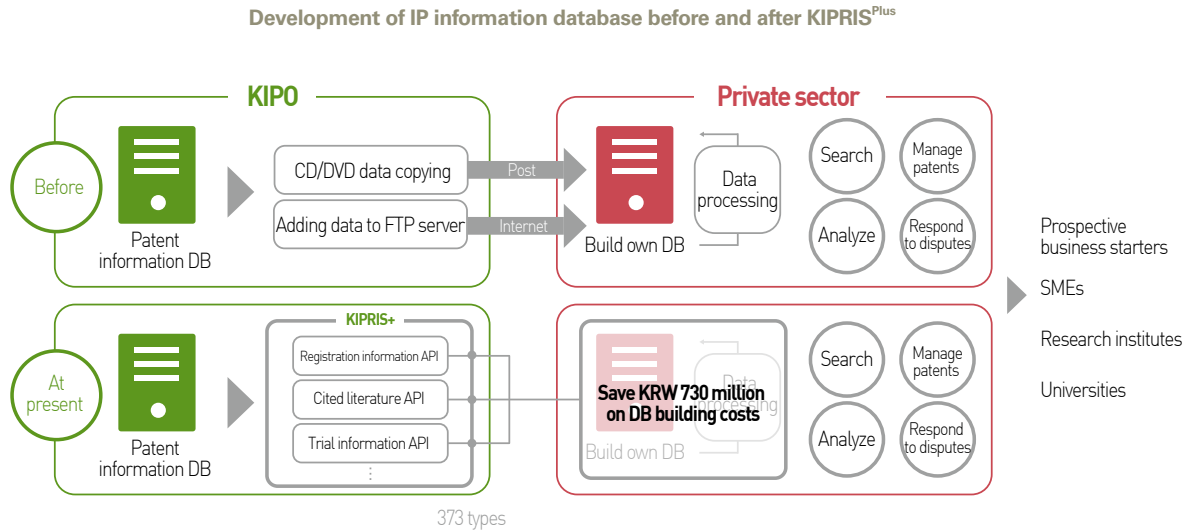 Development of IP information database before and after KIPRISPlus
KIPO
Private sector
Before
Patent
information DB
CD/DVD data copying
Adding data to FTP server
Post
Internet
Build own DB
Data
processing
Search
Manage
patents
Analyze
Respond
to disputes
At
present
Patent
information DB
KIPRIS+
Registration information API
Cited literature API
Trial information API
373 types
Save KRW 730 million
on DB building costs
Data
processing
Build own DB
Search
Manage
patents
Analyze
Respond
to disputes
Prospective
business starters
SMEs
Research institutes
Universities